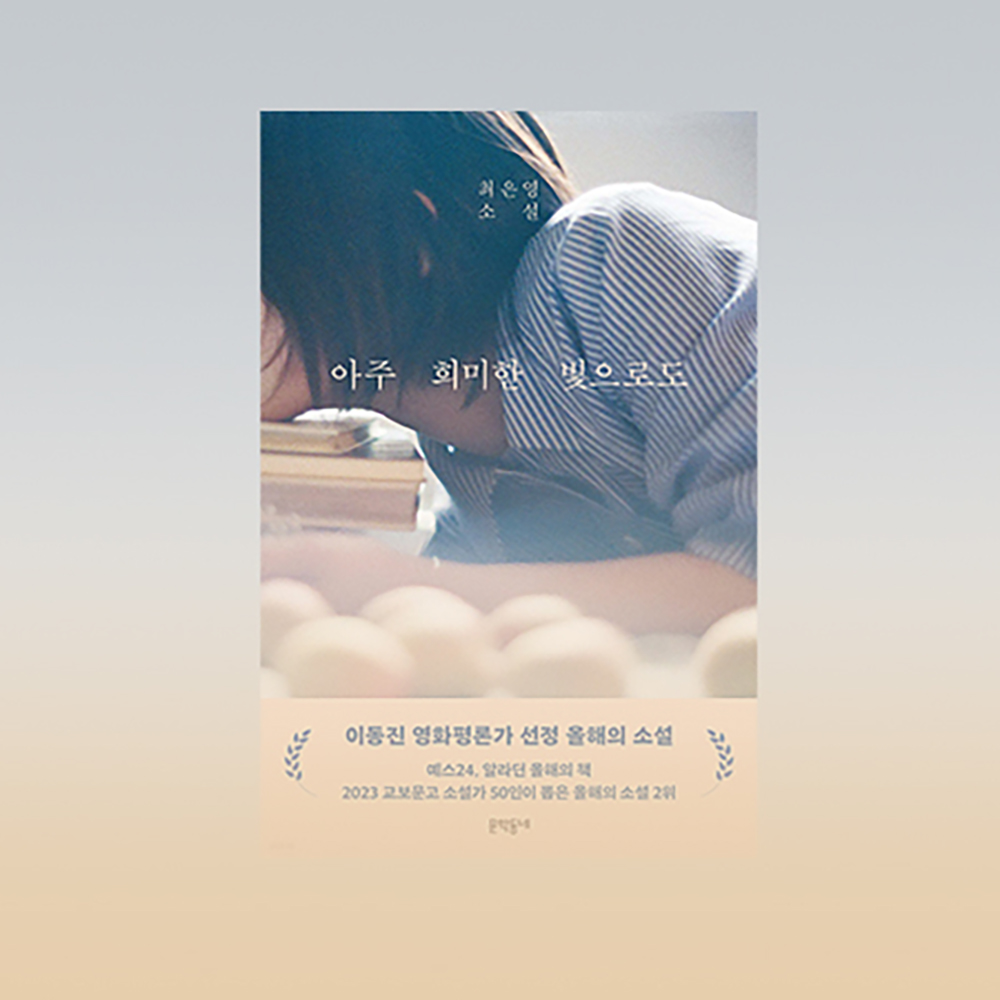 최은영
소설
아주 희미한 빛으로도
이동진 영화평론가 선정 올해의 소설
예스24, 알라딘 올해의 책
2023 교보문고 소설가 50인이 뽑은 올해의 소설 2위
문학동네